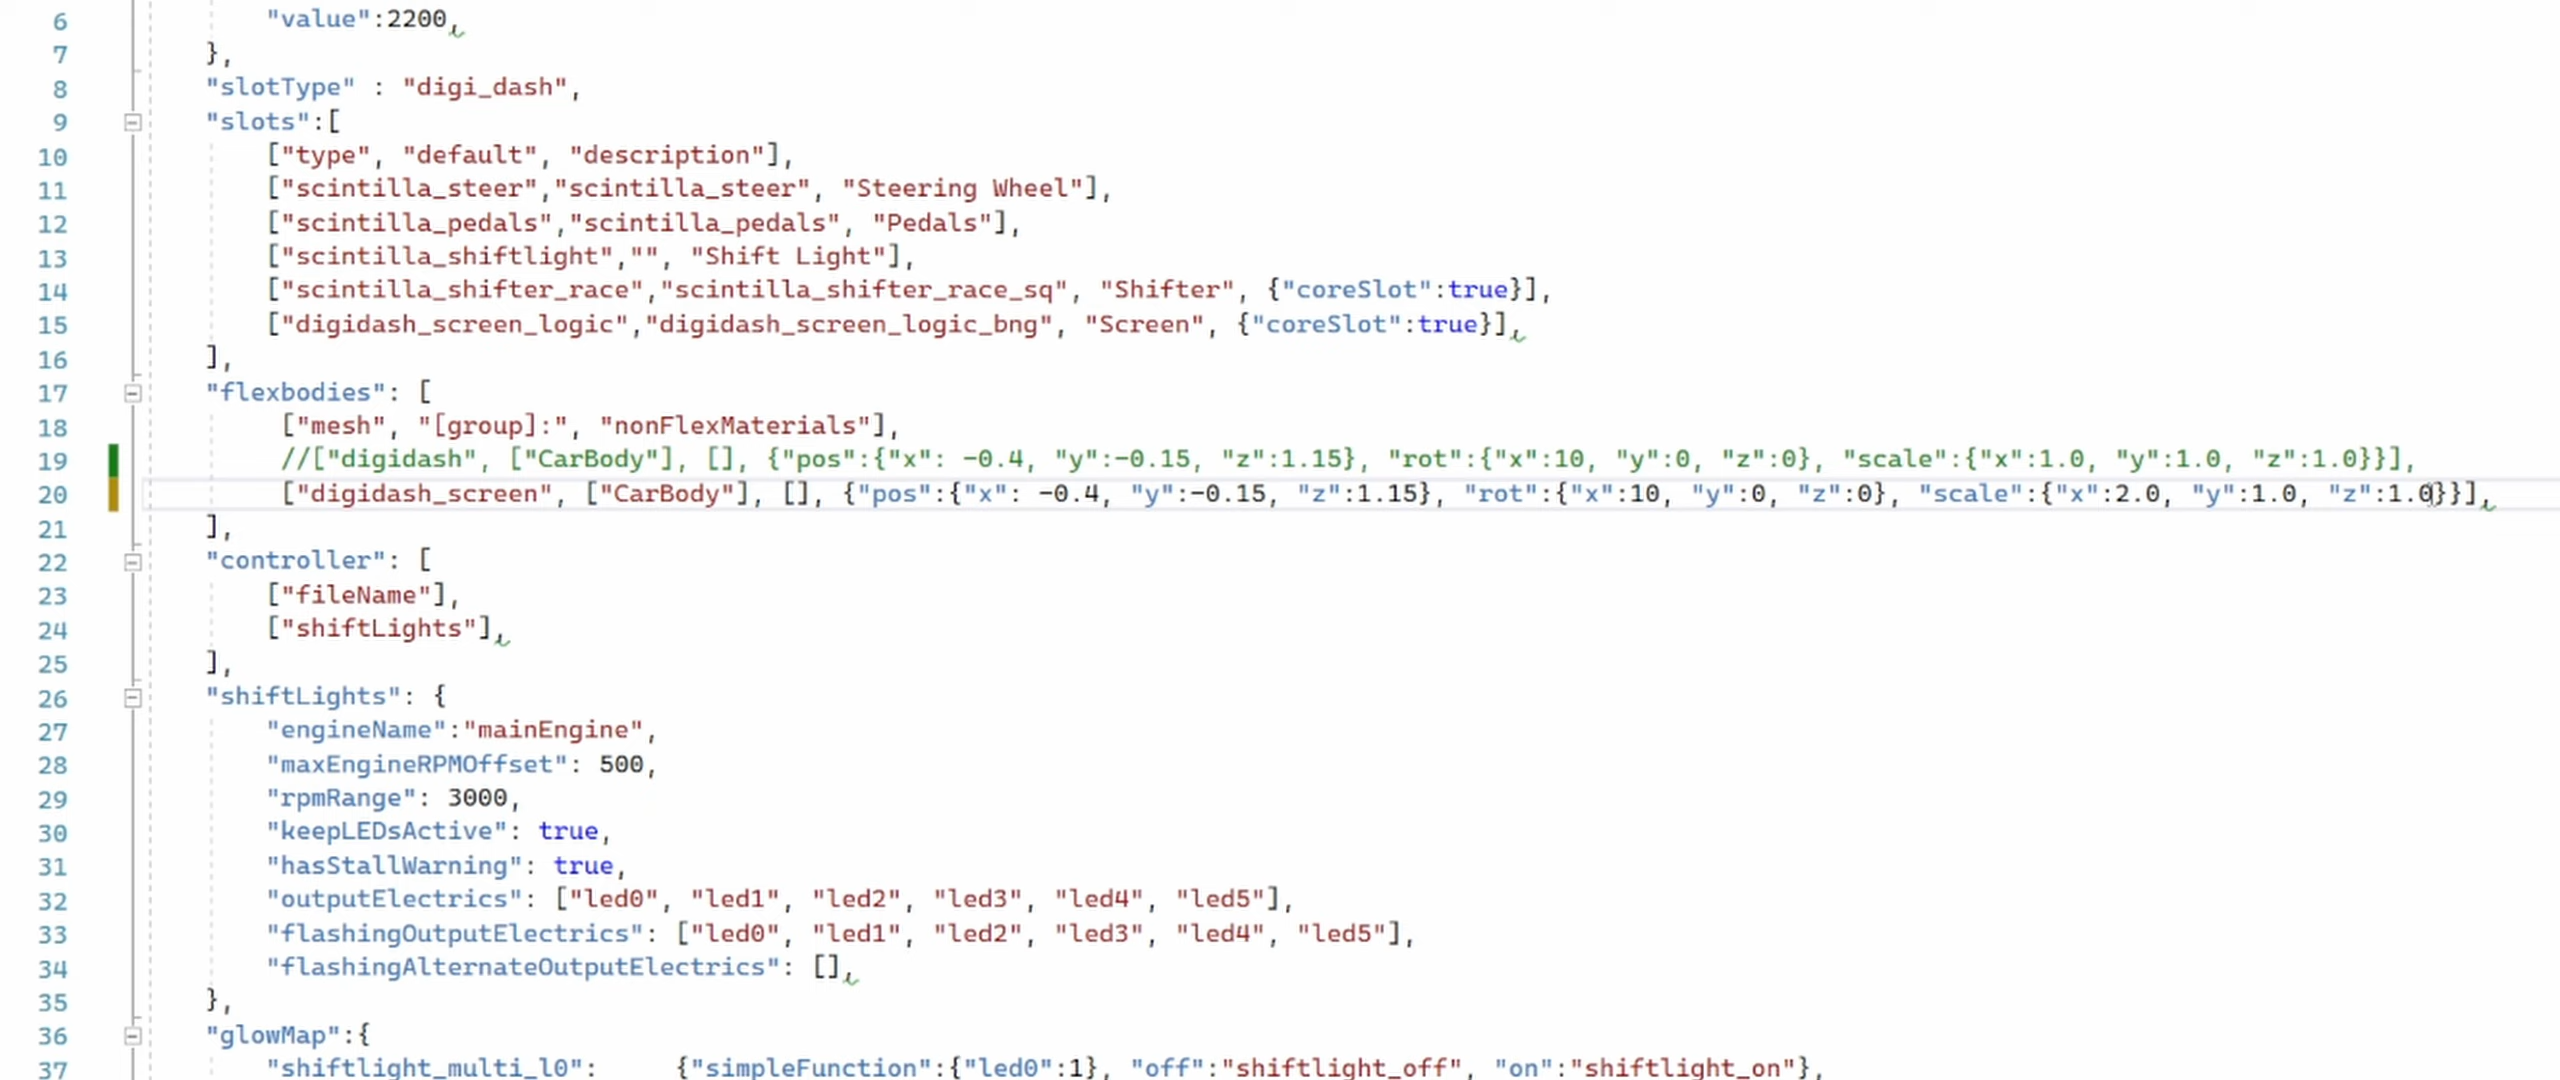 6 "value":2200,
7 },
8 "slotType" : "digi_dash",
9 "slots":[
10 ["type", "default", "description"],
11 ["scintilla_steer","scintilla_steer", "Steering Wheel"],
12 ["scintilla_pedals","scintilla_pedals", "Pedals"],
13 ["scintilla_shiftlight","", "Shift Light"],
14 ["scintilla_shifter_race","scintilla_shifter_race_sq", "Shifter", {"coreSlot":true}],
15 ["digidash_screen_logic","digidash_screen_logic_bng", "Screen", {"coreSlot":true}],
16 ],
17 "flexbodies": [
18 ["mesh", "[group]:", "nonFlexMaterials"],
19 //["digidash", ["CarBody"], [], {"pos":{"x": -0.4, "y":-0.15, "z":1.15}, "rot":{"x":10, "y":0, "z":0}, "scale":{"x":1.0, "y":1.0, "z":1.0}}],
20 ["digidash_screen", ["CarBody"], [], {"pos":{"x": -0.4, "y":-0.15, "z":1.15}, "rot":{"x":10, "y":0, "z":0}, "scale":{"x":2.0, "y":1.0, "z":1.0}}],
21 ],
22 "controller": [
23 ["fileName"],
24 ["shiftLights"],
25 ],
26 "shiftLights": {
27 "engineName":"mainEngine",
28 "maxEngineRPMOffset": 500,
29 "rpmRange": 3000,
30 "keepLEDsActive": true,
31 "hasStallWarning": true,
32 "outputElectrics": ["led0", "led1", "led2", "led3", "led4", "led5"],
33 "flashingOutputElectrics": ["led0", "led1", "led2", "led3", "led4", "led5"],
34 "flashingAlternateOutputElectrics": [],
35 },
36 "glowMap":{
37 "shiftlight_multi_l0": {"simpleFunction":{"led0":1}, "off":"shiftlight_off", "on":"shiftlight_on"},